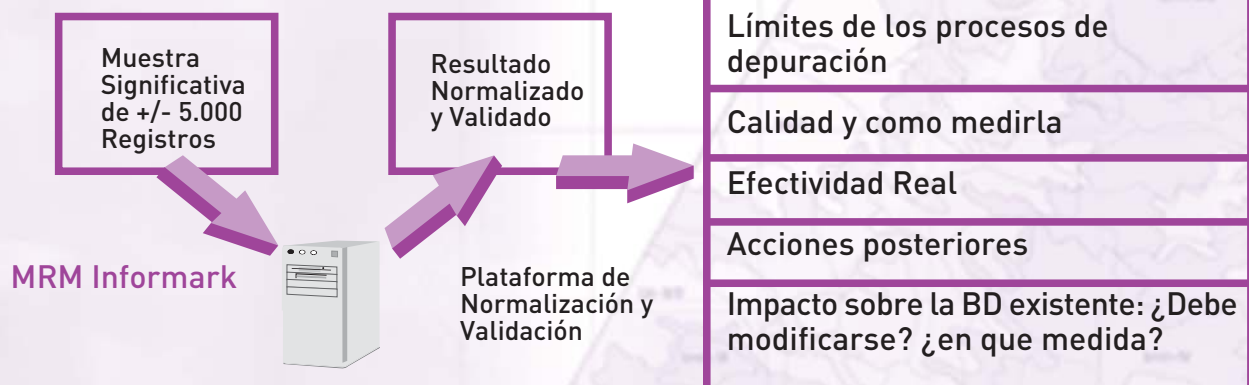 Muestra
Significativa
de +/- 5.000
Registros
Resultado
Normalizado
y Validado
MRM Informark
Plataforma de
Normalización y
Validación
Límites de los procesos de
depuración
Calidad y como medirla
Efectividad Real
Acciones posteriores
Impacto sobre la BD existente: ¿Debe
modificarse? ¿en que medida?